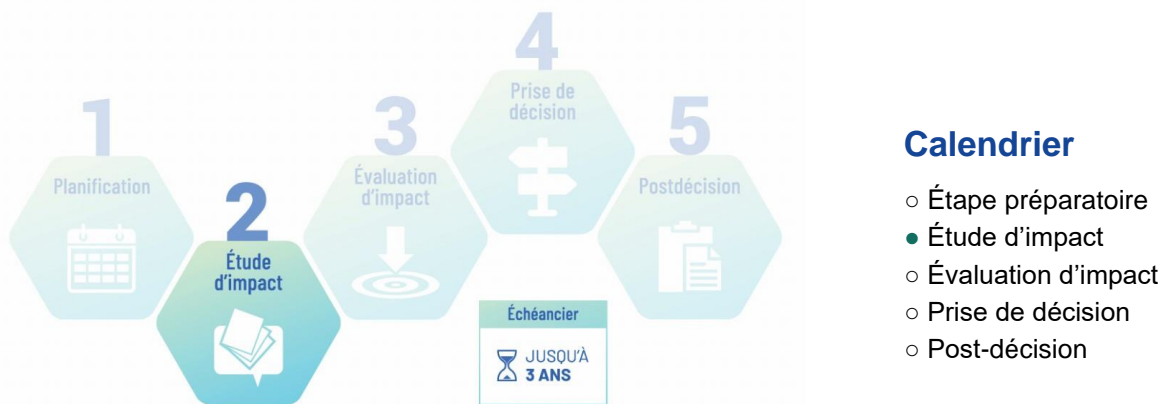 1
Planification
2
Étude
d'impact
3
Évaluation
d'impact
4
Prise de
décision
5
Postdécision
Échéancier
JUSQU'À
3 ANS
Calendrier
○ Étape préparatoire
● Étude d’impact
○ Évaluation d’impact
○ Prise de décision
○ Post-décision